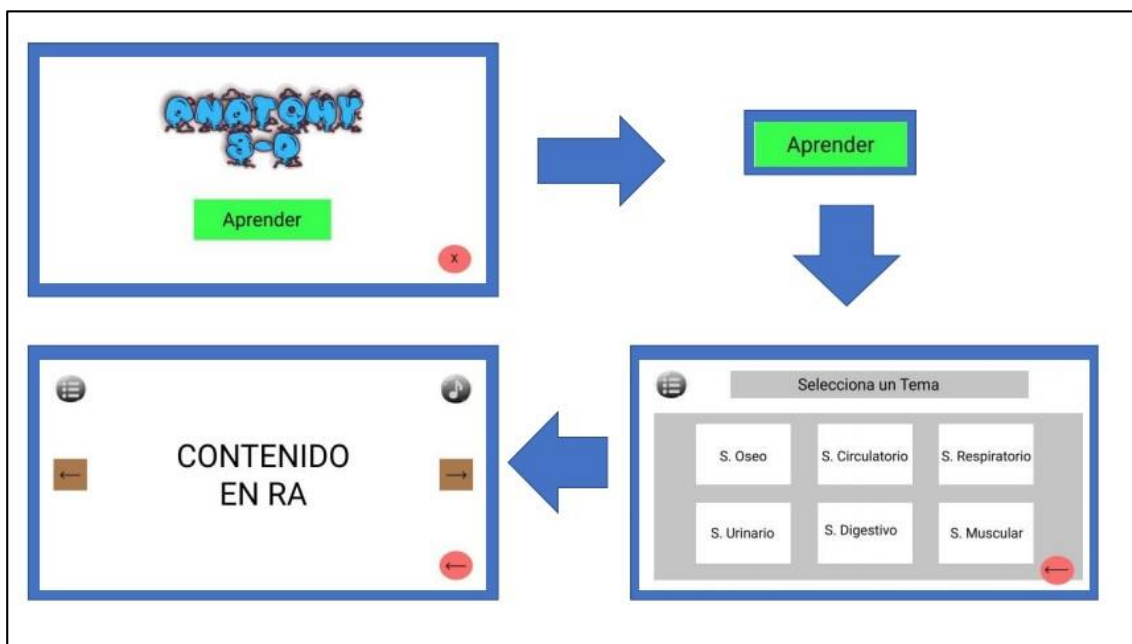 ANATOMY
3-D
Aprender
X
Aprender
Selecciona un Tema
S. Oseo
S. Circulatorio
S. Respiratorio
S. Urinario
S. Digestivo
S. Muscular
CONTENIDO
EN RA